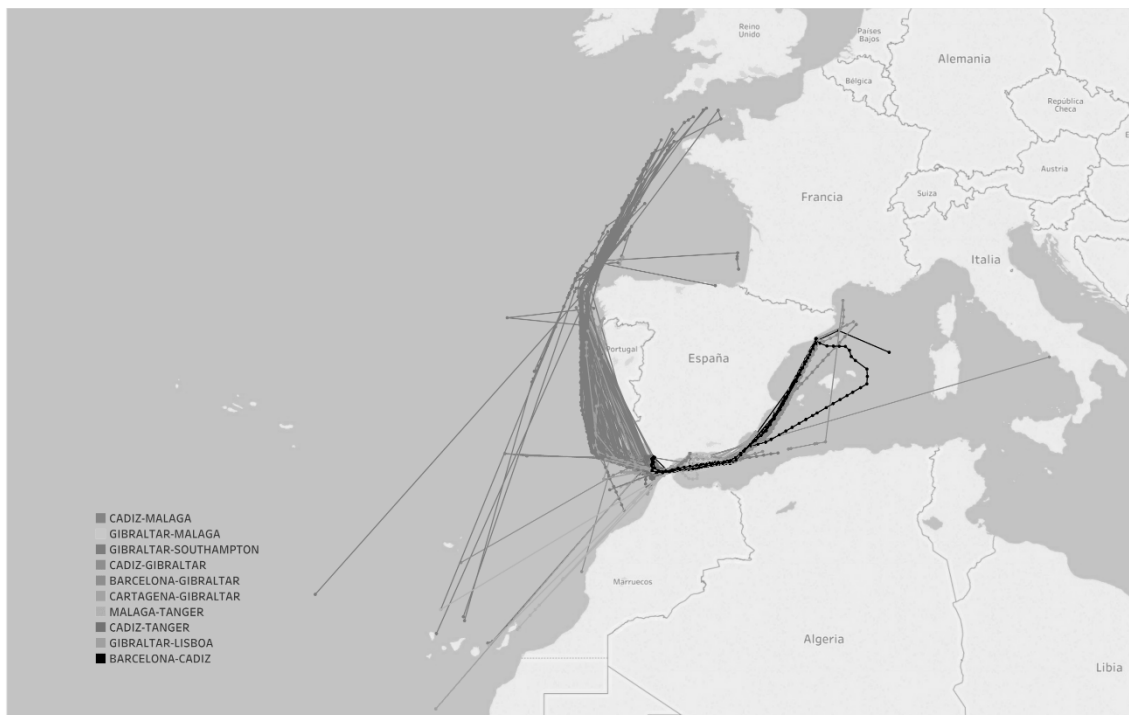 Reino
Unido
Países
Bajos
Alemania
Bélgica
República
Checa
Francia
Suiza
Austria
Italia
Portugal
España
CADIZ-MALAGA
GIBRALTAR-MALAGA
GIBRALTAR-SOUTHAMPTON
CADIZ-GIBRALTAR
BARCELONA-GIBRALTAR
CARTAGENA-GIBRALTAR
MALAGA-TANGER
CADIZ-TANGER
GIBRALTAR-LISBOA
BARCELONA-CADIZ
Marruecos
Algeria
Libia